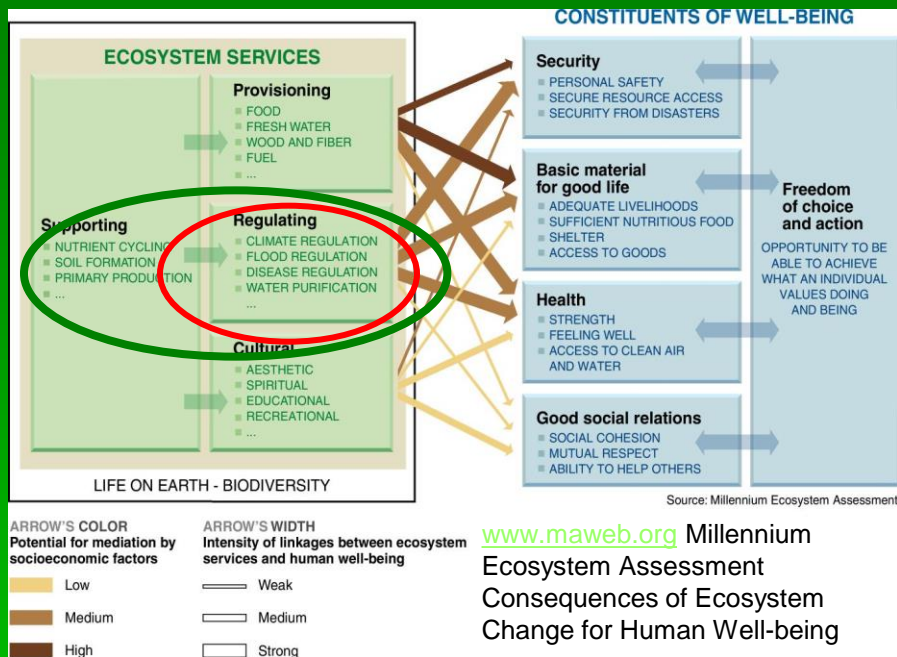 CONSTITUENTS OF WELL-BEING
ECOSYSTEM SERVICES
Provisioning
FOOD
FRESH WATER
WOOD AND FIBER
FUEL
...
Supporting
NUTRIENT CYCLING
SOIL FORMATION
PRIMARY PRODUCTION
...
Regulating
CLIMATE REGULATION
FLOOD REGULATION
DISEASE REGULATION
WATER PURIFICATION
...
Cultural
AESTHETIC
SPIRITUAL
EDUCATIONAL
RECREATIONAL
...
LIFE ON EARTH - BIODIVERSITY
Security
PERSONAL SAFETY
SECURE RESOURCE ACCESS
SECURITY FROM DISASTERS
Basic material
for good life
ADEQUATE LIVELIHOODS
SUFFICIENT NUTRITIOUS FOOD
SHELTER
ACCESS TO GOODS
Health
STRENGTH
FEELING WELL
ACCESS TO CLEAN AIR
AND WATER
Good social relations
SOCIAL COHESION
MUTUAL RESPECT
ABILITY TO HELP OTHERS
Freedom
of choice
and action
OPPORTUNITY TO BE
ABLE TO ACHIEVE
WHAT AN INDIVIDUAL
VALUES DOING
AND BEING
Source: Millennium Ecosystem Assessment
ARROW'S COLOR
Potential for mediation by
socioeconomic factors
Low
Medium
High
ARROW'S WIDTH
Intensity of linkages between ecosystem
services and human well-being
Weak
Medium
Strong
www.maweb.org Millennium
Ecosystem Assessment
Consequences of Ecosystem
Change for Human Well-being